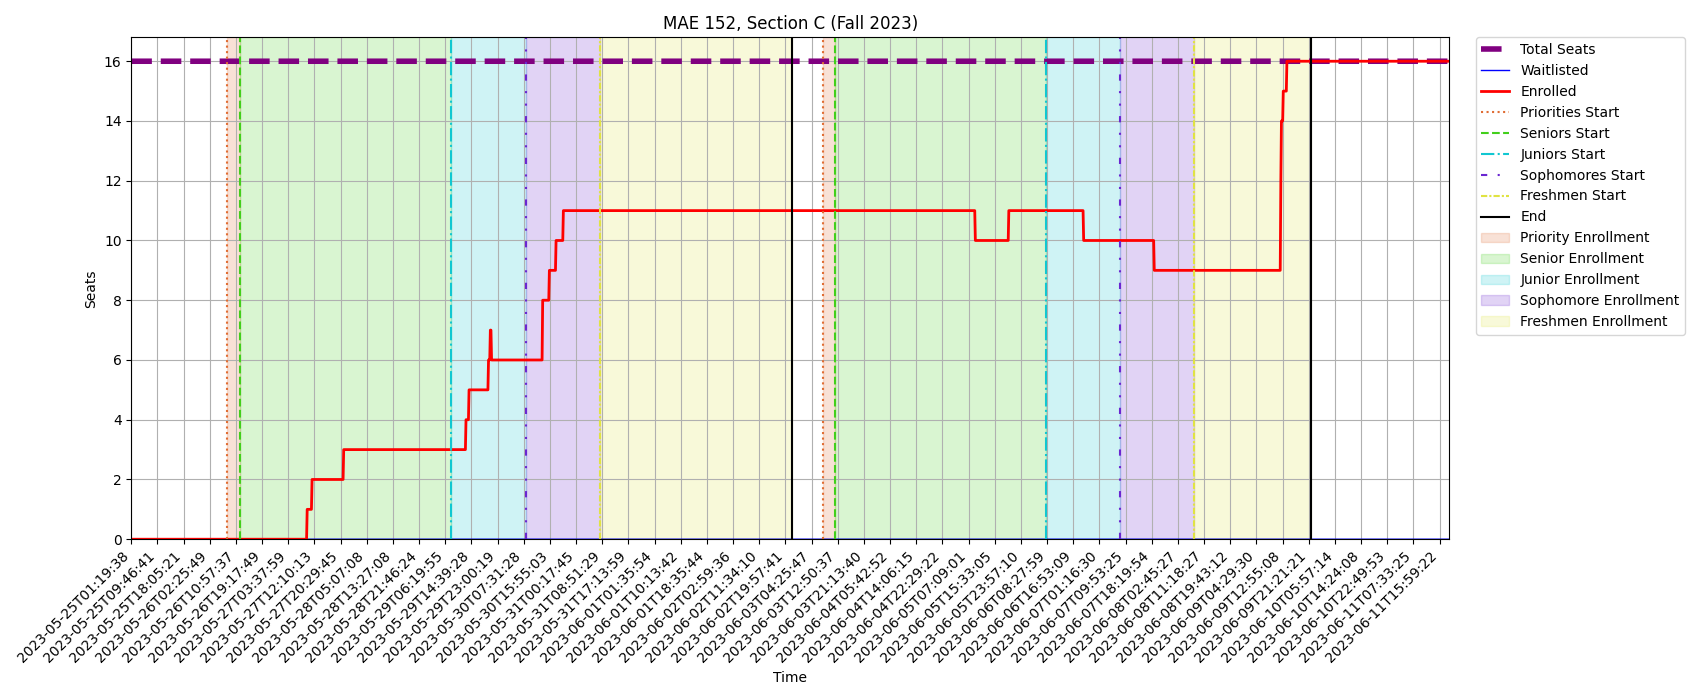 MAE 152, Section C (Fall 2023)
Seats
16
14
12
10
8
6
4
2
0
2023-05-25T01:19:38
2023-05-25T09:46:41
2023-05-25T18:05:21
2023-05-26T02:25:49
2023-05-26T10:57:37
2023-05-26T19:17:49
2023-05-27T03:37:59
2023-05-27T12:10:13
2023-05-27T20:29:45
2023-05-28T05:07:08
2023-05-28T13:27:08
2023-05-28T21:46:24
2023-05-29T06:19:55
2023-05-29T14:39:28
2023-05-29T23:00:19
2023-05-30T07:31:28
2023-05-30T15:55:03
2023-05-31T00:17:45
2023-05-31T08:51:29
2023-05-31T17:13:59
2023-06-01T01:35:54
2023-06-01T10:13:42
2023-06-01T18:35:44
2023-06-02T02:59:36
2023-06-02T11:34:10
2023-06-02T19:57:41
2023-06-03T04:25:47
2023-06-03T12:50:37
2023-06-03T21:13:40
2023-06-04T05:42:52
2023-06-04T14:06:15
2023-06-04T22:29:22
2023-06-05T07:09:01
2023-06-05T15:33:05
2023-06-05T23:57:10
2023-06-06T08:27:59
2023-06-06T16:53:09
2023-06-07T01:16:30
2023-06-07T09:53:25
2023-06-07T18:19:54
2023-06-08T02:45:27
2023-06-08T11:18:27
2023-06-08T19:43:12
2023-06-09T04:29:30
2023-06-09T12:55:08
2023-06-09T21:21:21
2023-06-10T05:57:14
2023-06-10T14:24:08
2023-06-10T22:49:53
2023-06-11T07:33:25
2023-06-11T15:59:22
Time
Total Seats
Waitlisted
Enrolled
Priorities Start
Seniors Start
Juniors Start
Sophomores Start
Freshmen Start
End
Priority Enrollment
Senior Enrollment
Junior Enrollment
Sophomore Enrollment
Freshmen Enrollment